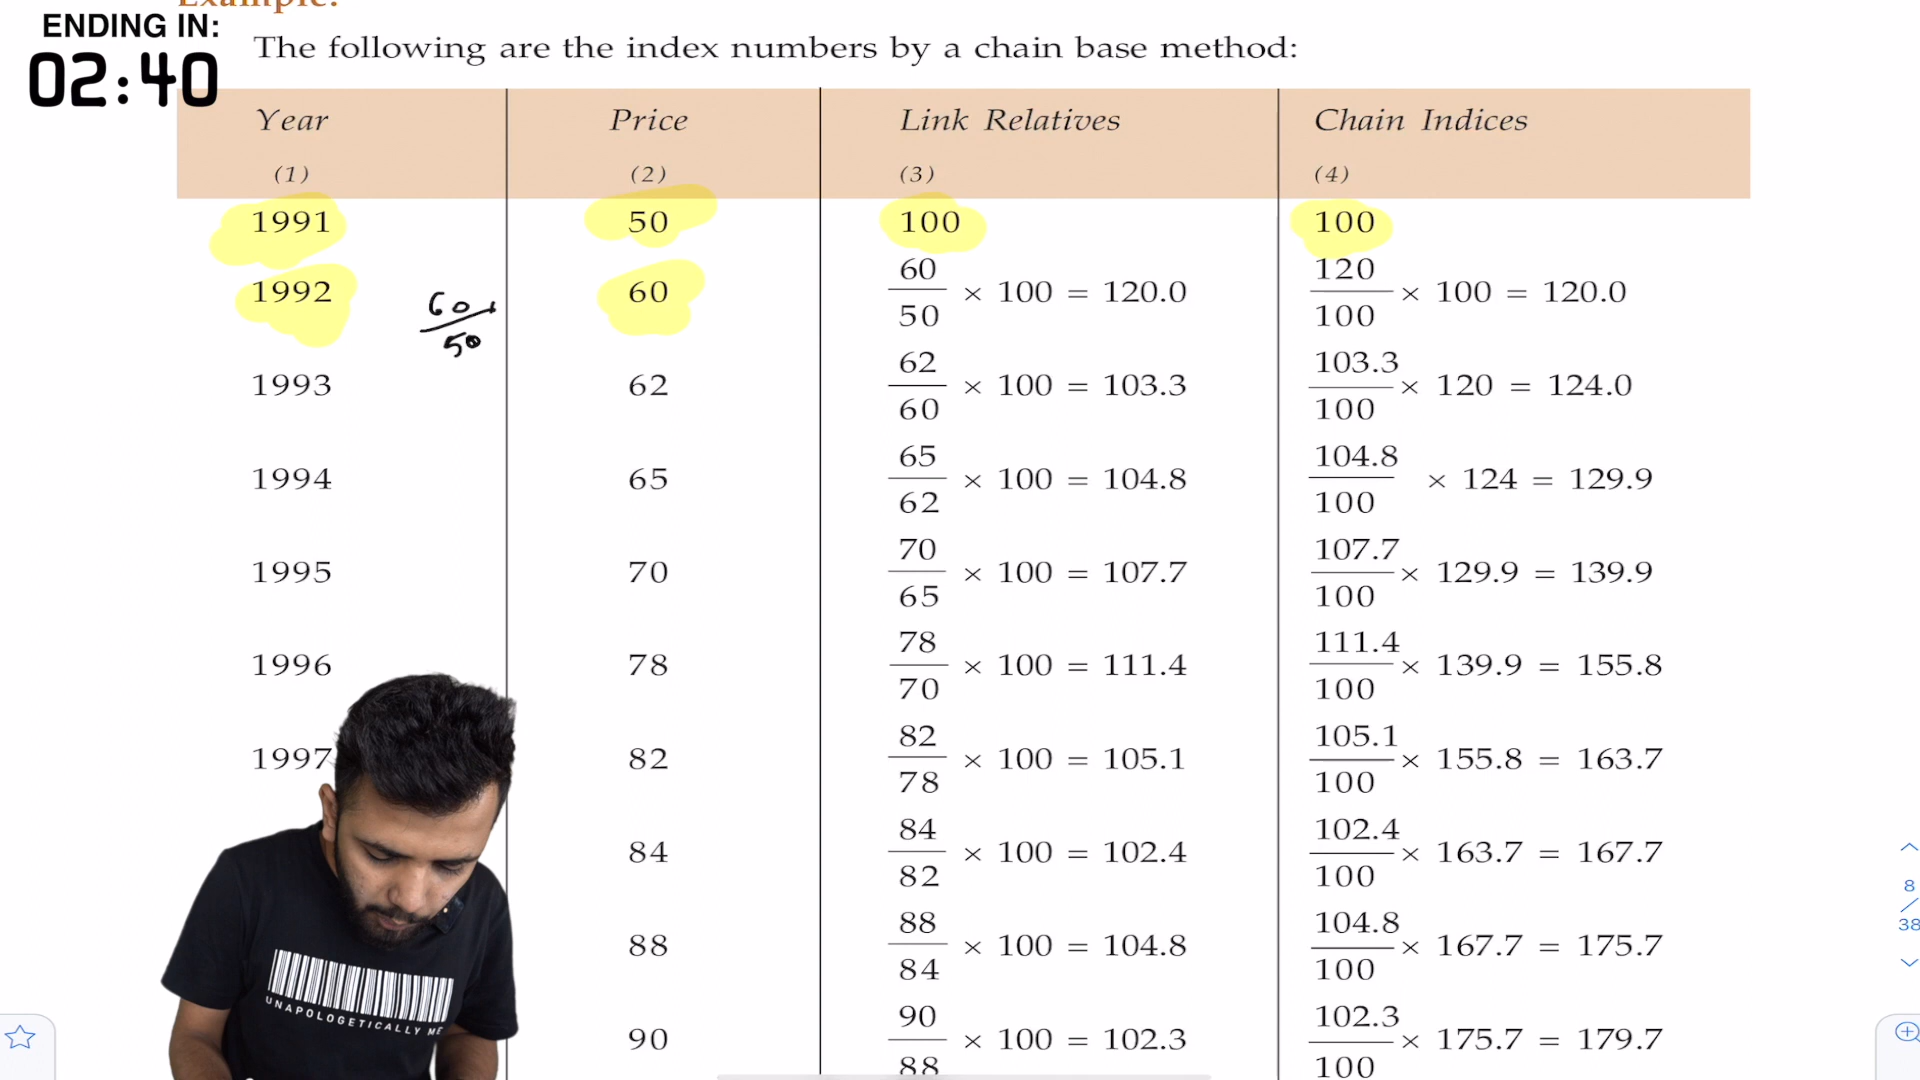 Example:
ENDING IN:
02:40
The following are the index numbers by a chain base method:
Year Price Link Relatives Chain Indices
(1) (2) (3) (4)
1991 50 100 100
1992 60 60/50 × 100 = 120.0 120/100 × 100 = 120.0
60/50
1993 62 62/60 × 100 = 103.3 103.3/100 × 120 = 124.0
1994 65 65/62 × 100 = 104.8 104.8/100 × 124 = 129.9
1995 70 70/65 × 100 = 107.7 107.7/100 × 129.9 = 139.9
1996 78 78/70 × 100 = 111.4 111.4/100 × 139.9 = 155.8
1997 82 82/78 × 100 = 105.1 105.1/100 × 155.8 = 163.7
84 84/82 × 100 = 102.4 102.4/100 × 163.7 = 167.7
88 88/84 × 100 = 104.8 104.8/100 × 167.7 = 175.7
90 90/88 × 100 = 102.3 102.3/100 × 175.7 = 179.7
UNAPOLOGETICALLY ME
8
/
38